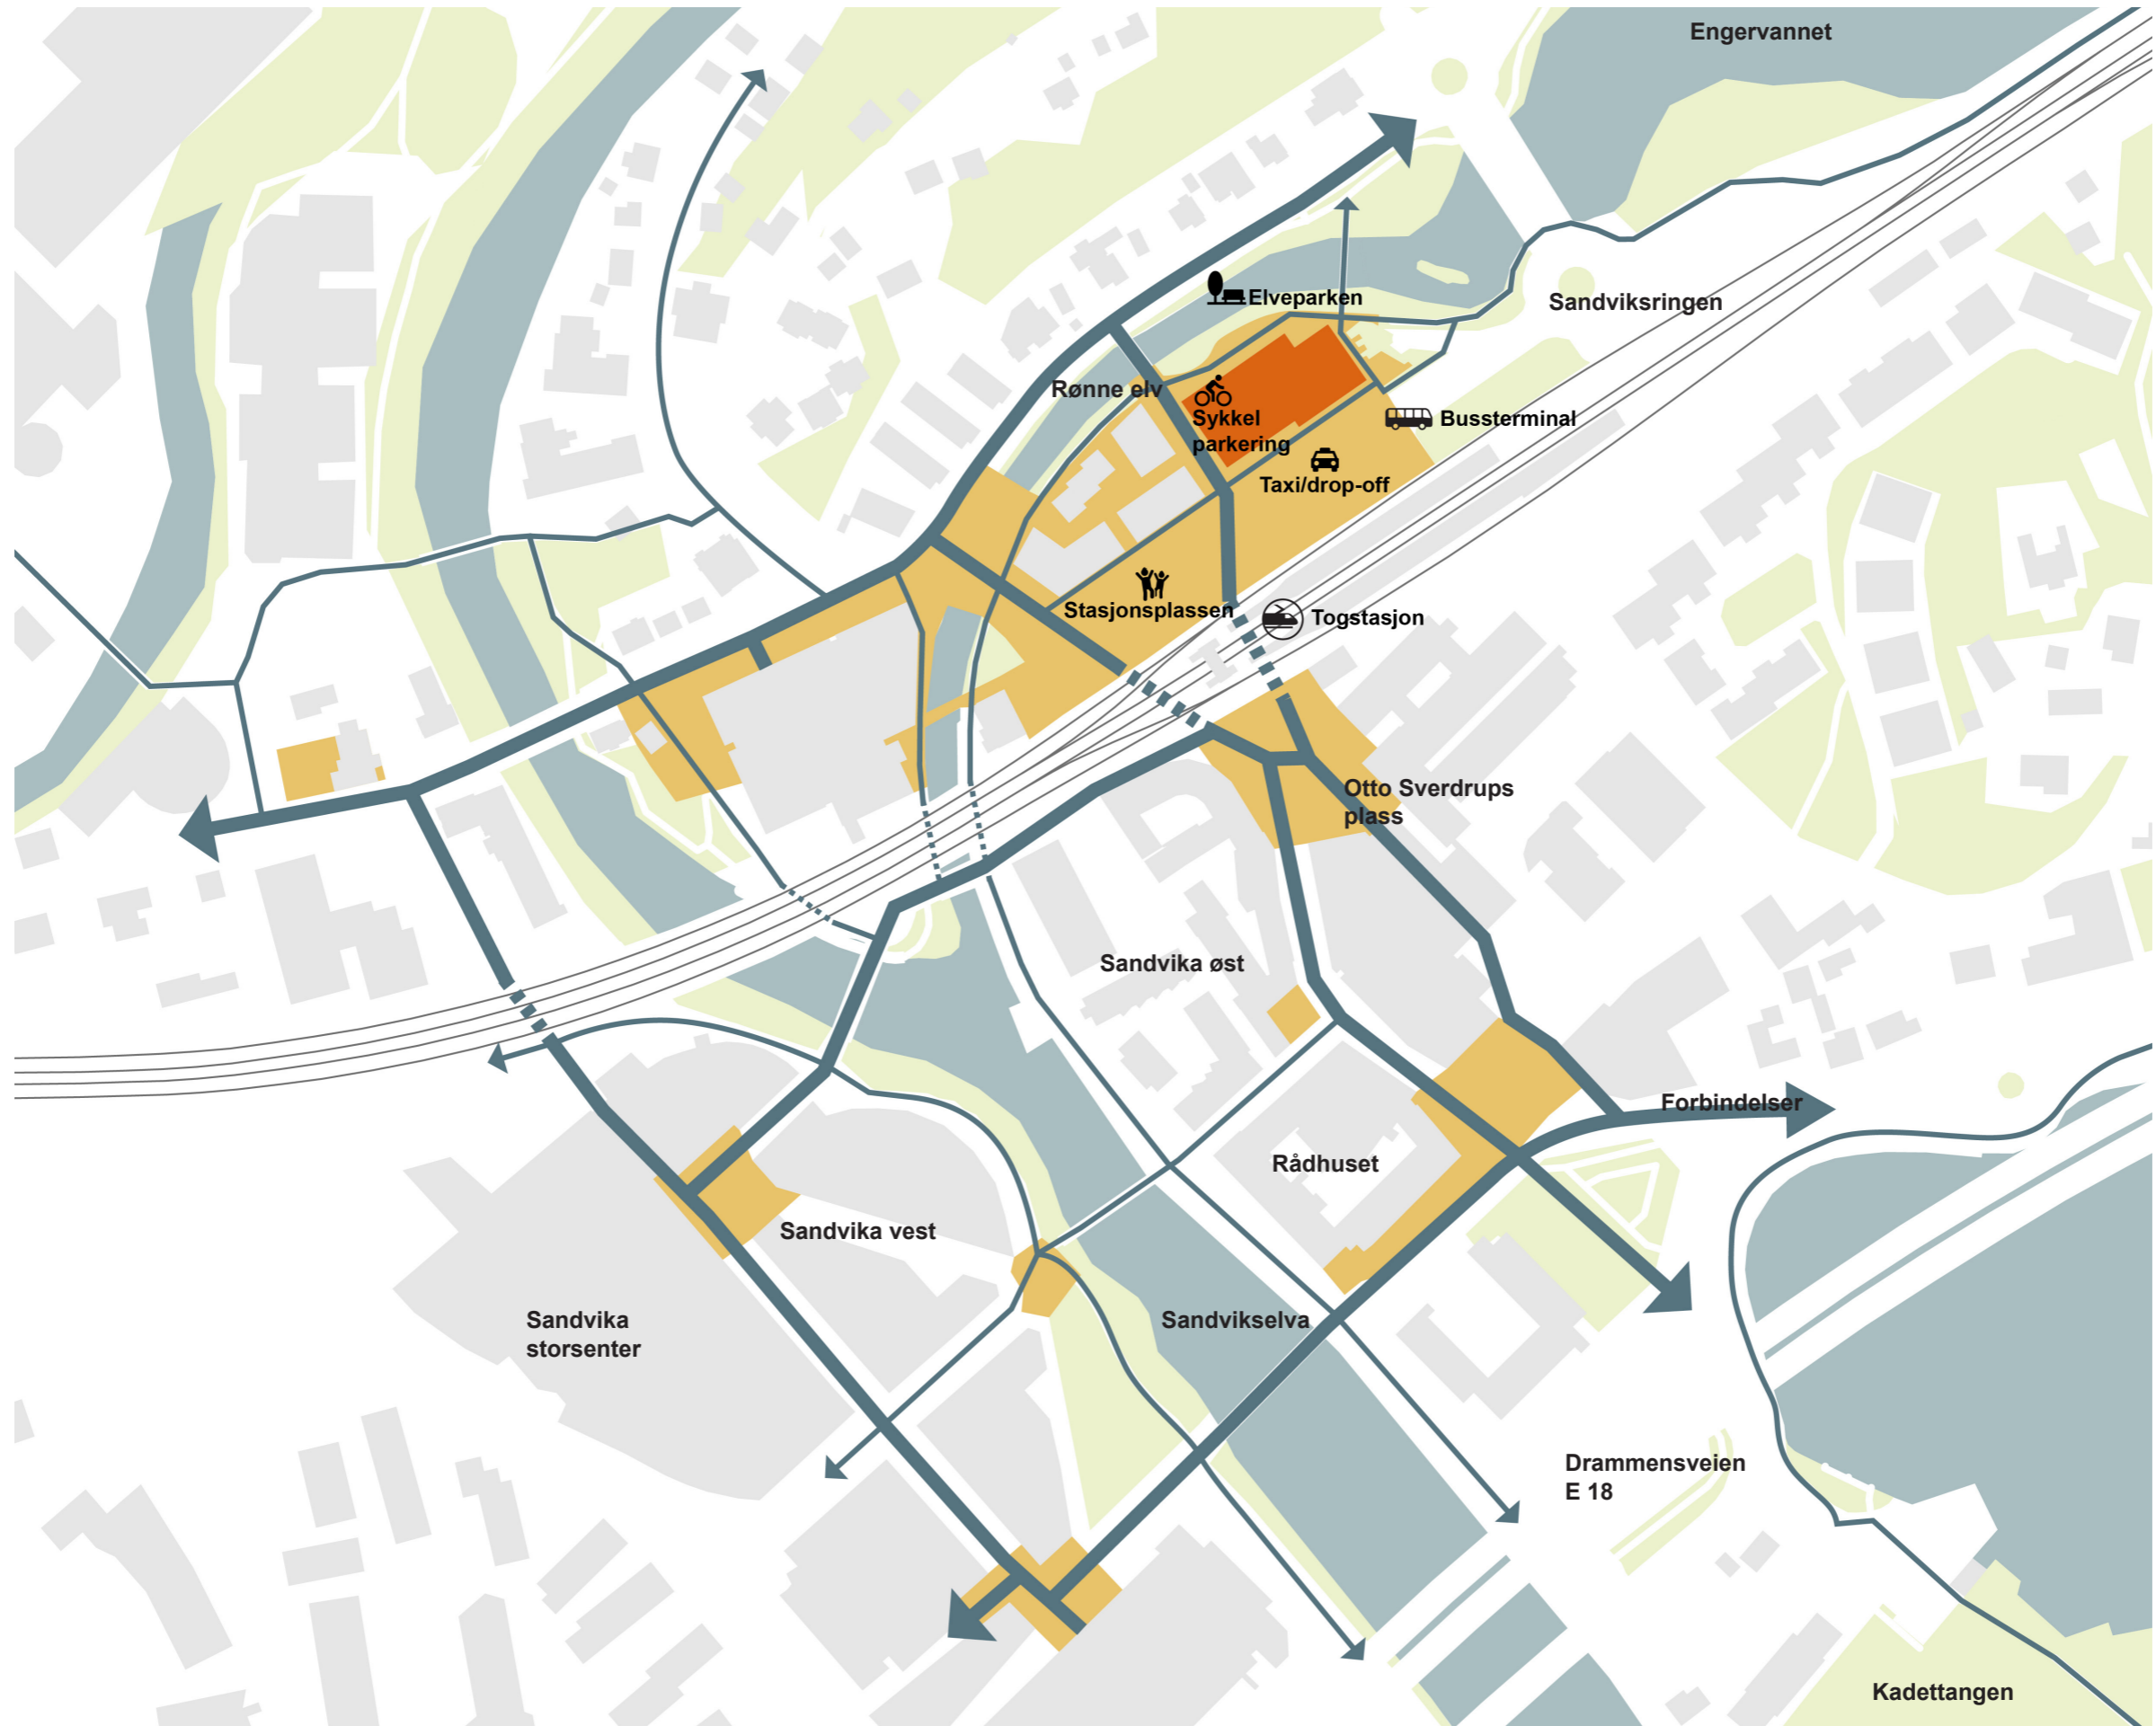 Engervannet
Elveparken
Sandviksringen
Rønne elv
Sykkel
parkering
Bussterminal
Taxi/drop-off
Stasjonsplassen
Togstasjon
Otto Sverdrups
plass
Sandvika øst
Forbindelser
Rådhuset
Sandvika vest
Sandvika
storsenter
Sandvikselva
Drammensveien
E 18
Kadettangen